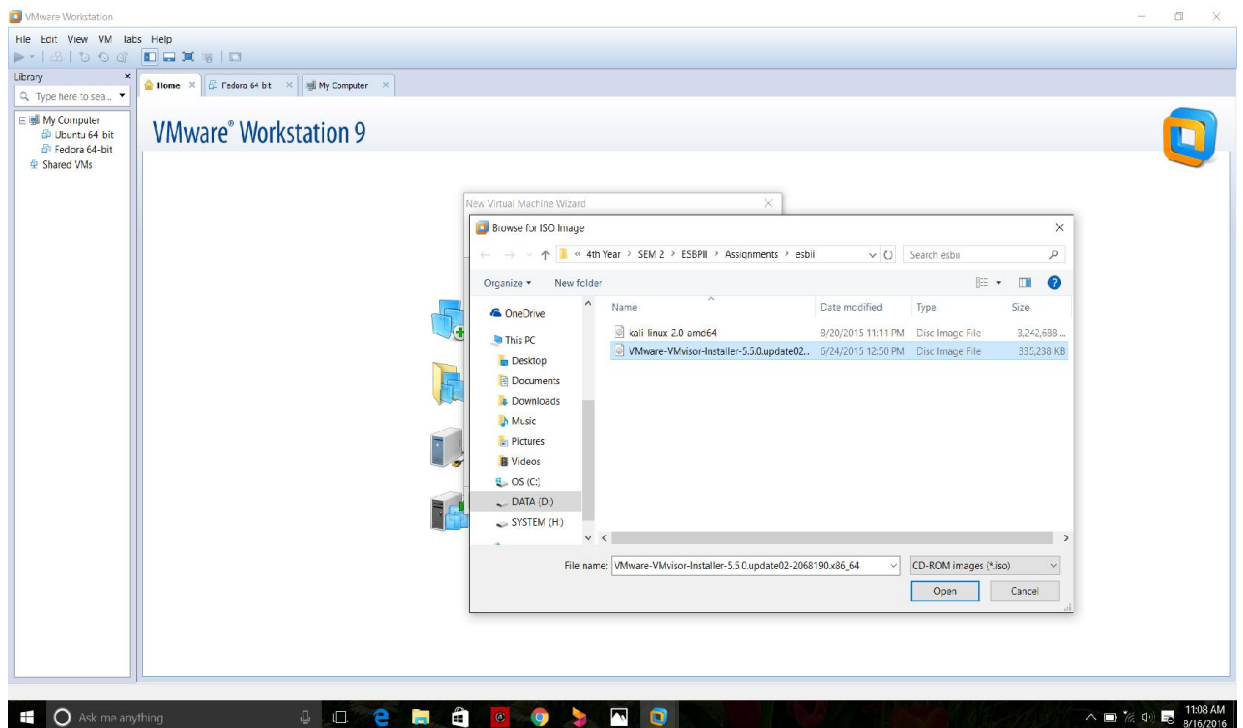 VMware Workstation
File Edit View VM Tabs Help
Library
Type here to sea...
My Computer
Ubuntu 64-bit
Fedora 64-bit
Shared VMs
Home
Fedora 64-bit
My Computer
VMware® Workstation 9
New Virtual Machine Wizard
Browse for ISO Image
« 4th Year > SEM 2 > ESBPII > Assignments > esbii
Search esbii
Organize
New folder
OneDrive
This PC
Desktop
Documents
Downloads
Music
Pictures
Videos
OS (C:)
DATA (D:)
SYSTEM (H:)
Name Date modified Type Size
kali linux 2.0 amd64 8/20/2015 11:11 PM Disc Image File 3,242,688 ...
VMware-VMvisor-Installer-5.5.0.update02... 6/24/2015 12:50 PM Disc Image File 335,238 KB
File name: VMware-VMvisor-Installer-5.5.0.update02-2068190.x86_64
CD-ROM images (*.iso)
Open Cancel
Ask me anything
11:08 AM
8/16/2016